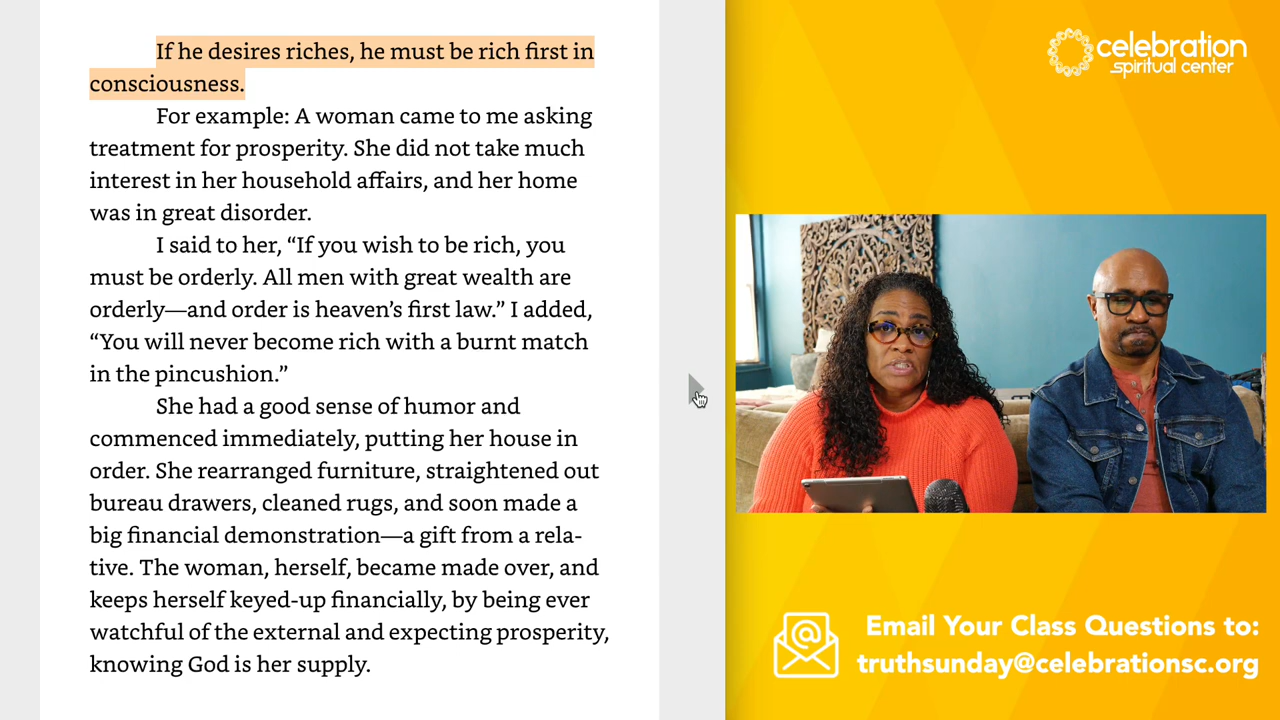 If he desires riches, he must be rich first in
consciousness.
For example: A woman came to me asking
treatment for prosperity. She did not take much
interest in her household affairs, and her home
was in great disorder.
I said to her, “If you wish to be rich, you
must be orderly. All men with great wealth are
orderly—and order is heaven’s first law.” I added,
“You will never become rich with a burnt match
in the pincushion.”
She had a good sense of humor and
commenced immediately, putting her house in
order. She rearranged furniture, straightened out
bureau drawers, cleaned rugs, and soon made a
big financial demonstration—a gift from a rela-
tive. The woman, herself, became made over, and
keeps herself keyed-up financially, by being ever
watchful of the external and expecting prosperity,
knowing God is her supply.
celebration
spiritual center
Email Your Class Questions to:
truthsunday@celebrationsc.org